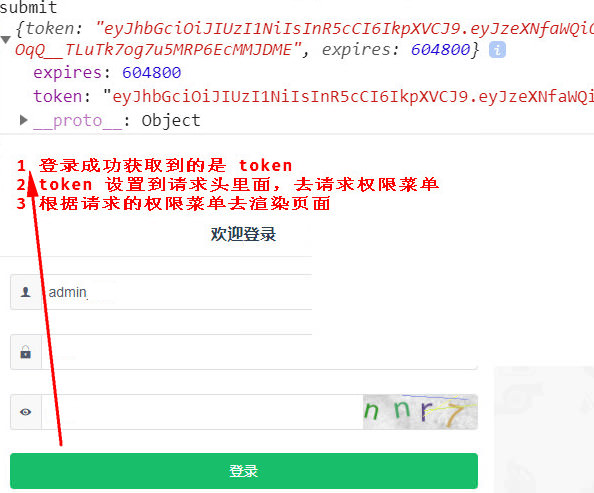 submit
{token: "eyJhbGciOiJIUzI1NiIsInR5cCI6IkpXVCJ9.eyJzeXNfaWQiO
OqQ__TLuTk7og7u5MRP6EcMMJDME", expires: 604800} i
expires: 604800
token: "eyJhbGciOiJIUzI1NiIsInR5cCI6IkpXVCJ9.eyJzeXNfaWQi
__proto__: Object
1 登录成功获取到的是 token
2 token 设置到请求头里面，去请求权限菜单
3 根据请求的权限菜单去渲染页面
欢迎登录
admin
nnr7
登录